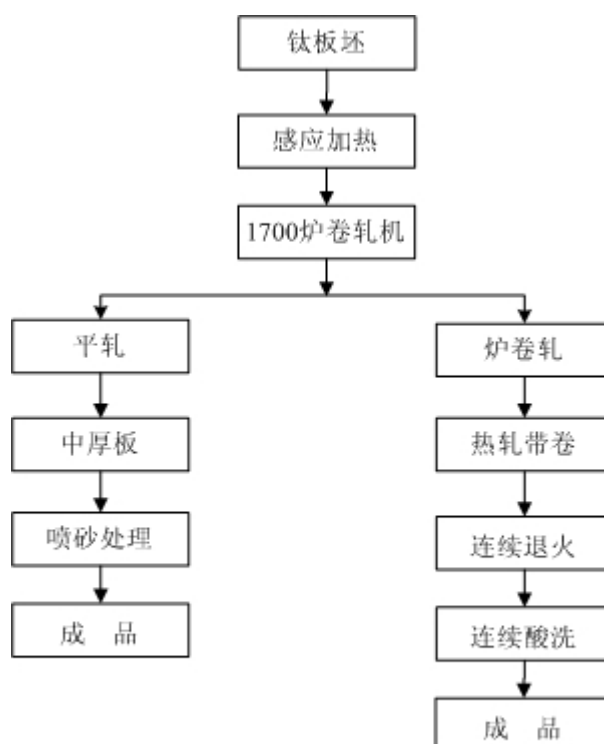 钛板坯
感应加热
1700炉卷轧机
平轧
中厚板
喷砂处理
成 品
炉卷轧
热轧带卷
连续退火
连续酸洗
成 品